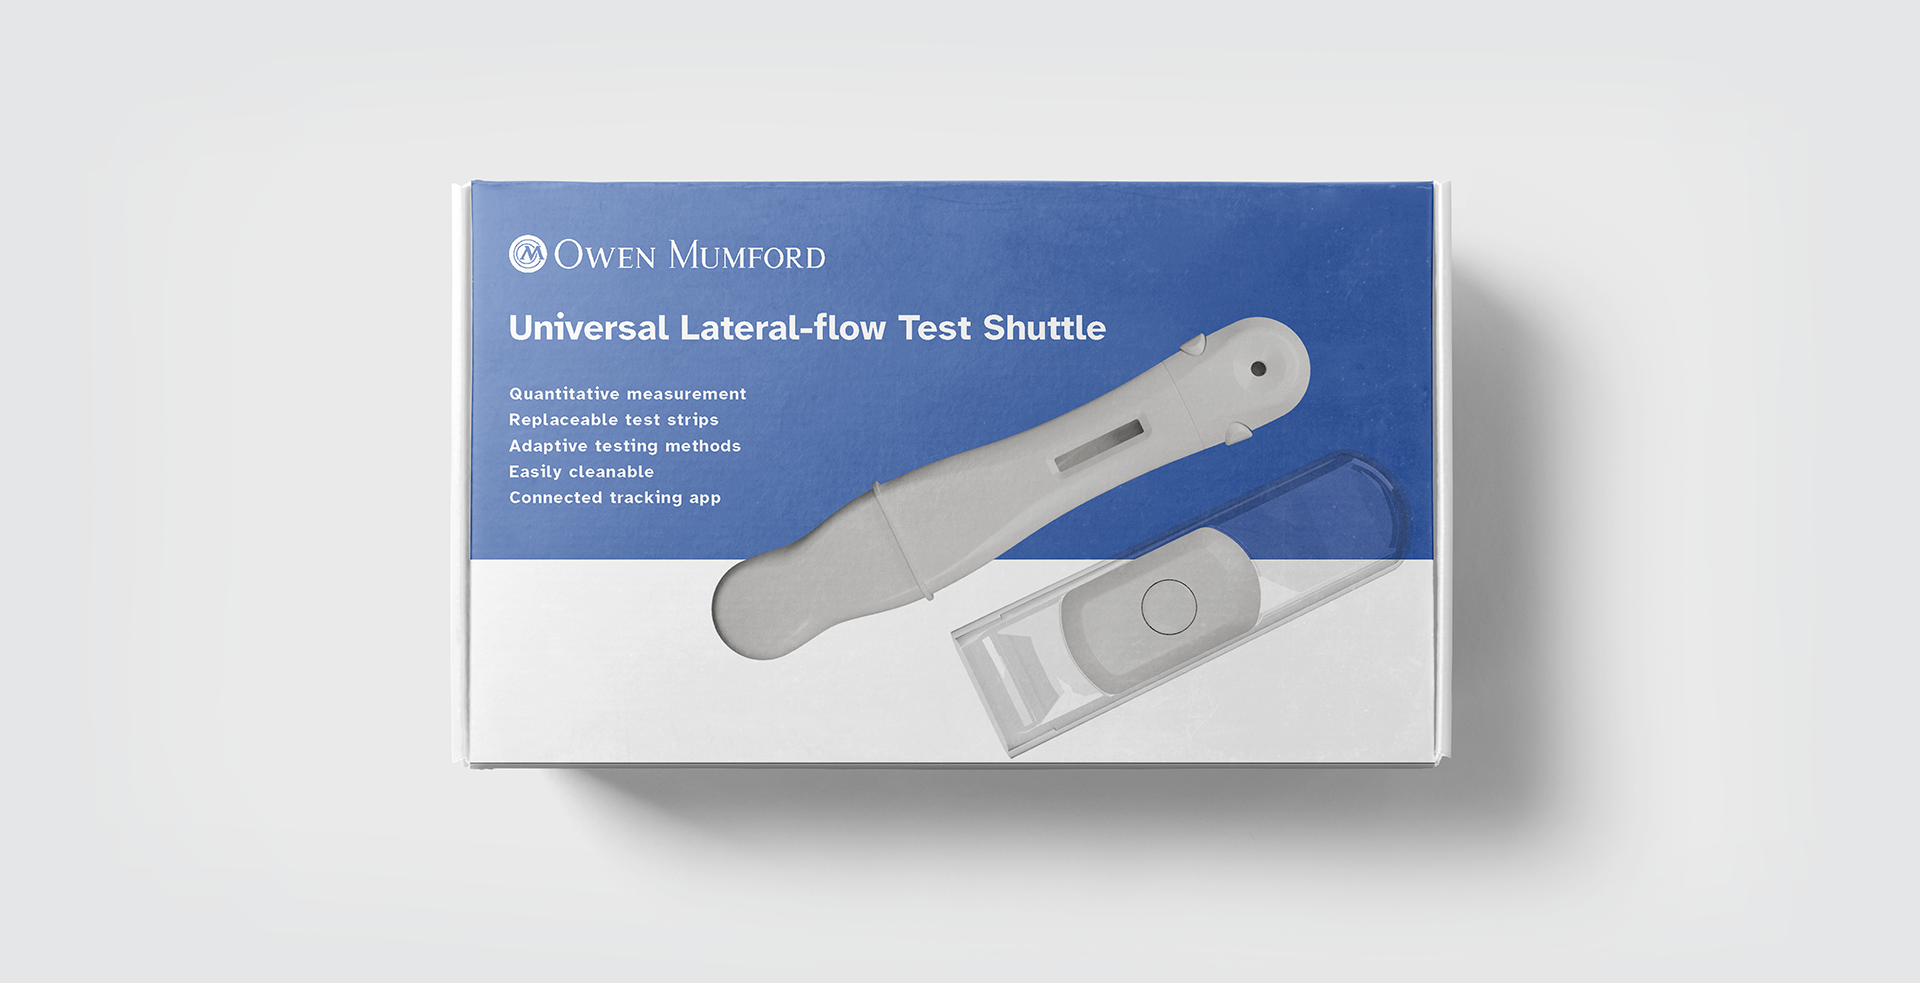 OWEN MUMFORD
Universal Lateral-flow Test Shuttle
Quantitative measurement
Replaceable test strips
Adaptive testing methods
Easily cleanable
Connected tracking app